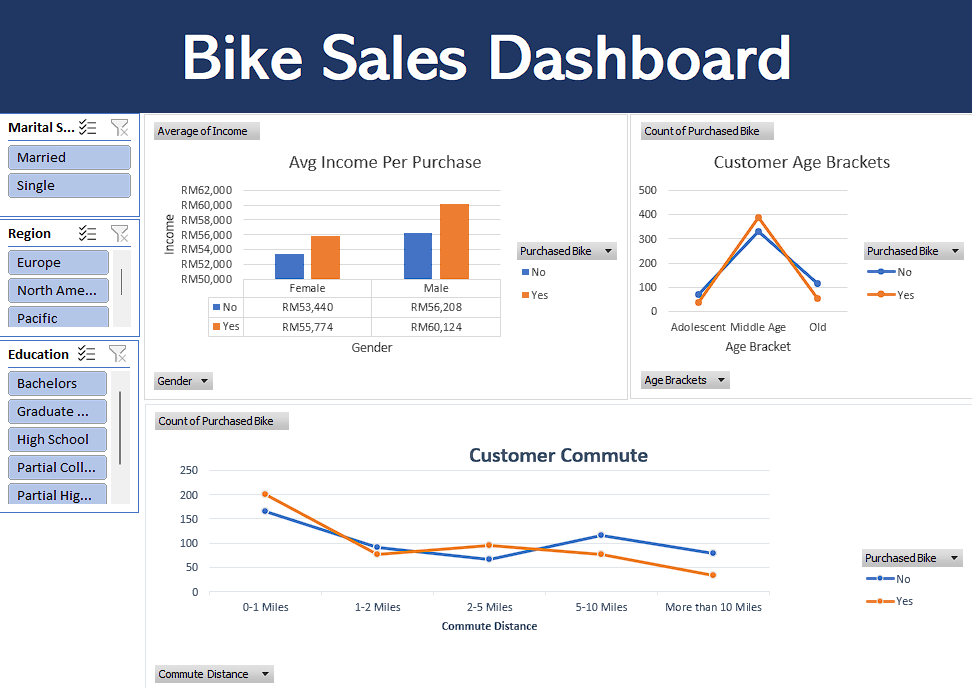 Bike Sales Dashboard
Marital S...
Married
Single
Region
Europe
North Ame...
Pacific
Education
Bachelors
Graduate ...
High School
Partial Coll...
Partial Hig...
Average of Income
Avg Income Per Purchase
RM62,000
RM60,000
RM58,000
RM56,000
RM54,000
RM52,000
RM50,000
Income
Female Male
No RM53,440 RM56,208
Yes RM55,774 RM60,124
Gender
Purchased Bike
No
Yes
Gender
Count of Purchased Bike
Customer Age Brackets
500
400
300
200
100
0
Adolescent Middle Age Old
Age Bracket
Purchased Bike
No
Yes
Age Brackets
Count of Purchased Bike
Customer Commute
250
200
150
100
50
0
0-1 Miles 1-2 Miles 2-5 Miles 5-10 Miles More than 10 Miles
Commute Distance
Purchased Bike
No
Yes
Commute Distance